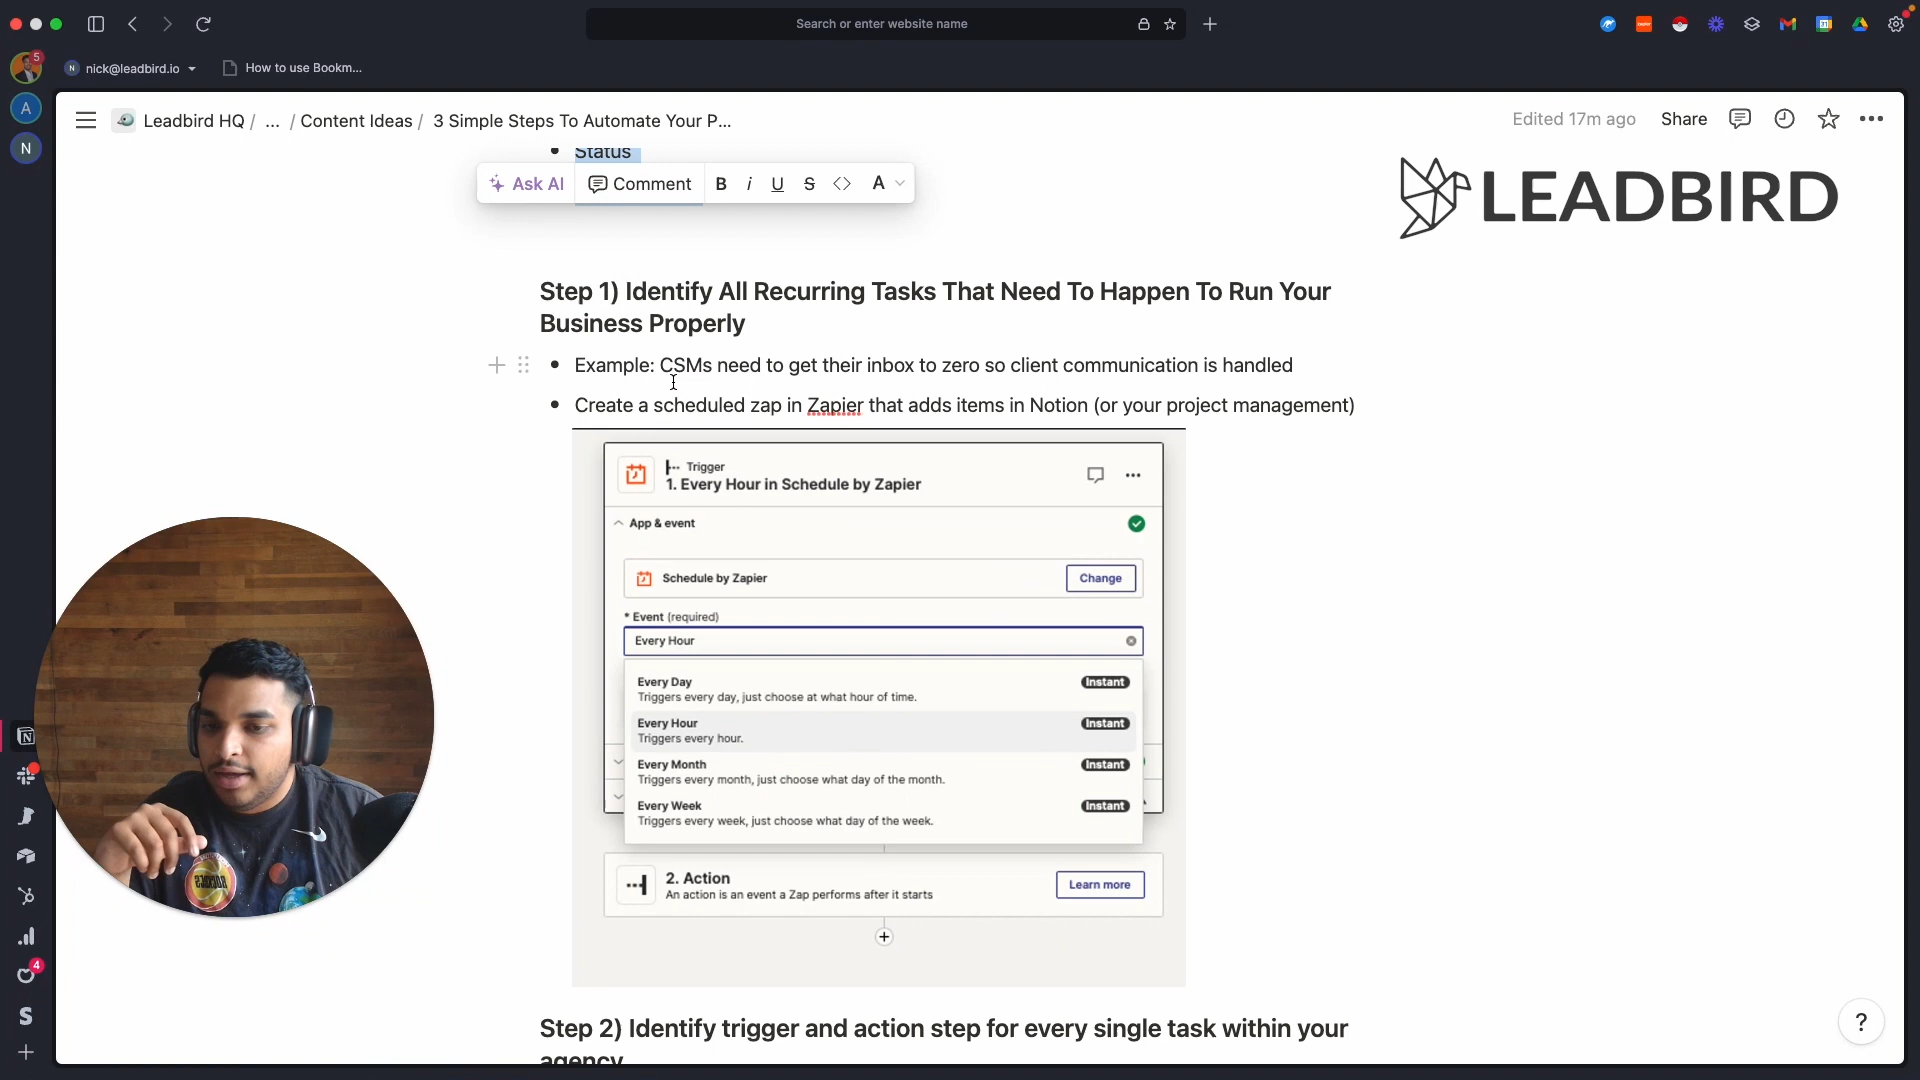 Search or enter website name
5
nick@leadbird.io
How to use Bookm...
A
N
Leadbird HQ / ... / Content Ideas / 3 Simple Steps To Automate Your P...
Edited 17m ago
Share
Status
Ask AI
Comment
B i U S <> A
LEADBIRD
Step 1) Identify All Recurring Tasks That Need To Happen To Run Your
Business Properly
Example: CSMs need to get their inbox to zero so client communication is handled
Create a scheduled zap in Zapier that adds items in Notion (or your project management)
Trigger
1. Every Hour in Schedule by Zapier
App & event
Schedule by Zapier
Change
* Event (required)
Every Hour
Every Day
Instant
Triggers every day, just choose at what hour of time.
Every Hour
Instant
Triggers every hour.
Every Month
Instant
Triggers every month, just choose what day of the month.
Every Week
Instant
Triggers every week, just choose what day of the week.
2. Action
An action is an event a Zap performs after it starts
Learn more
4
S
Step 2) Identify trigger and action step for every single task within your
agency
?